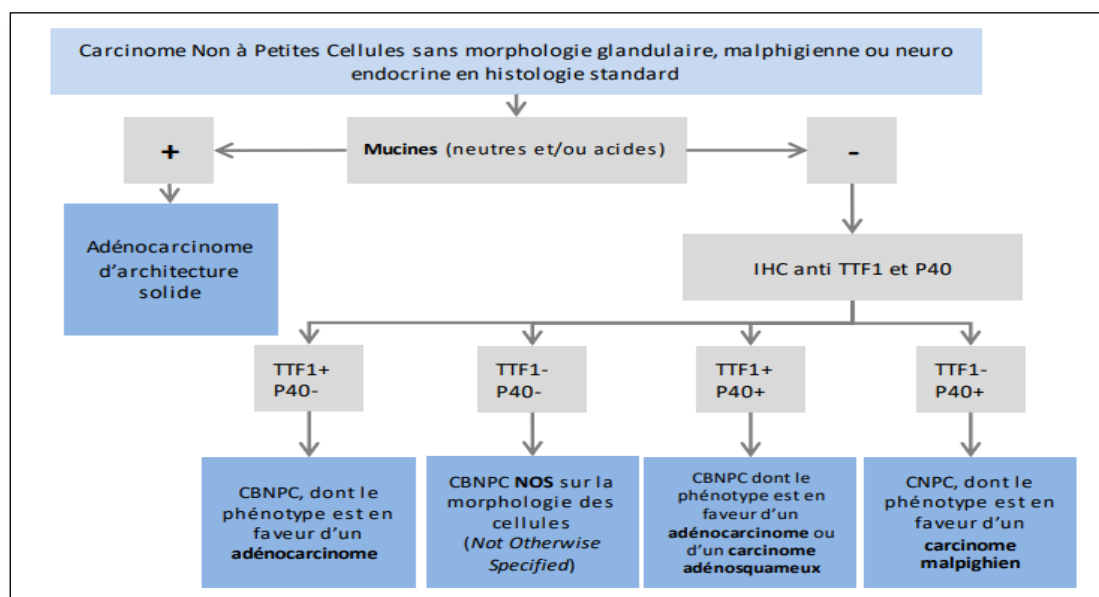 Carcinome Non à Petites Cellules sans morphologie glandulaire, malphigienne ou neuro
endocrine en histologie standard
+
Mucines (neutres et/ou acides)
-
Adénocarcinome
d'architecture
solide
IHC anti TTF1 et P40
TTF1+
P40-
TTF1-
P40-
TTF1+
P40+
TTF1-
P40+
CBNPC, dont le
phénotype est en
faveur d'un
adénocarcinome
CBNPC NOS sur la
morphologie des
cellules
(Not Otherwise
Specified)
CBNPC dont le
phénotype est en
faveur d'un
adénocarcinome ou
d'un carcinome
adénosquameux
CNPC, dont le
phénotype est en
faveur d'un
carcinome
malpighien